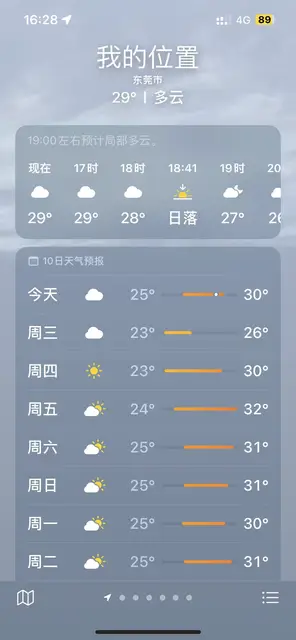 16:28 4G 89
我的位置
东莞市
29° | 多云
19:00左右预计局部多云。
现在 17时 18时 18:41 19时 20
29° 29° 28° 日落 27° 26
10日天气预报
今天 25° 30°
周三 23° 26°
周四 23° 30°
周五 24° 32°
周六 25° 31°
周日 25° 31°
周一 25° 30°
周二 25° 31°